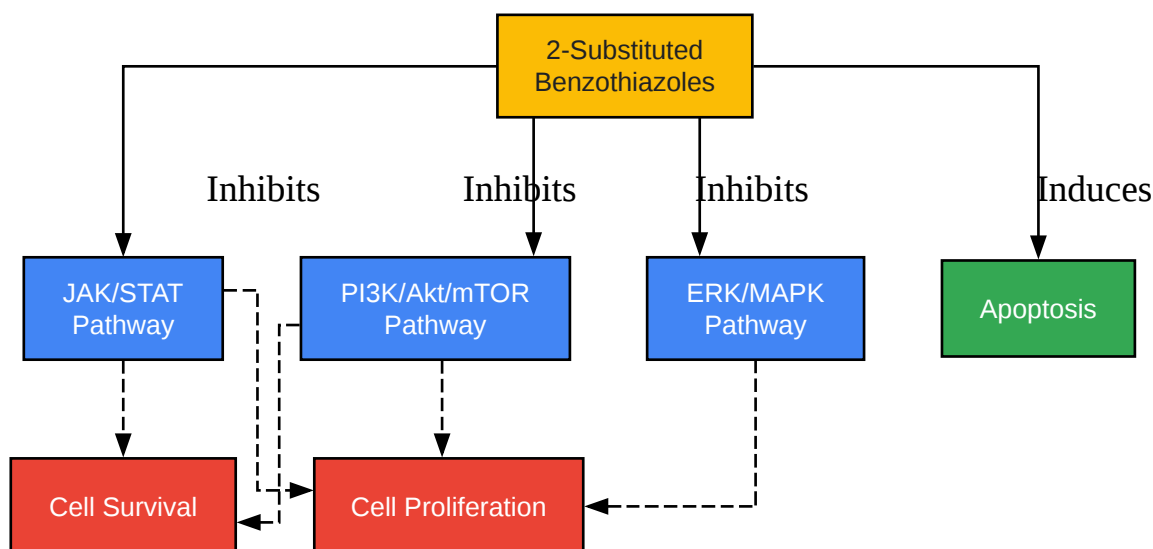 2-Substituted
Benzothiazoles
Inhibits
Inhibits
Inhibits
Induces
JAK/STAT
Pathway
PI3K/Akt/mTOR
Pathway
ERK/MAPK
Pathway
Apoptosis
Cell Survival
Cell Proliferation